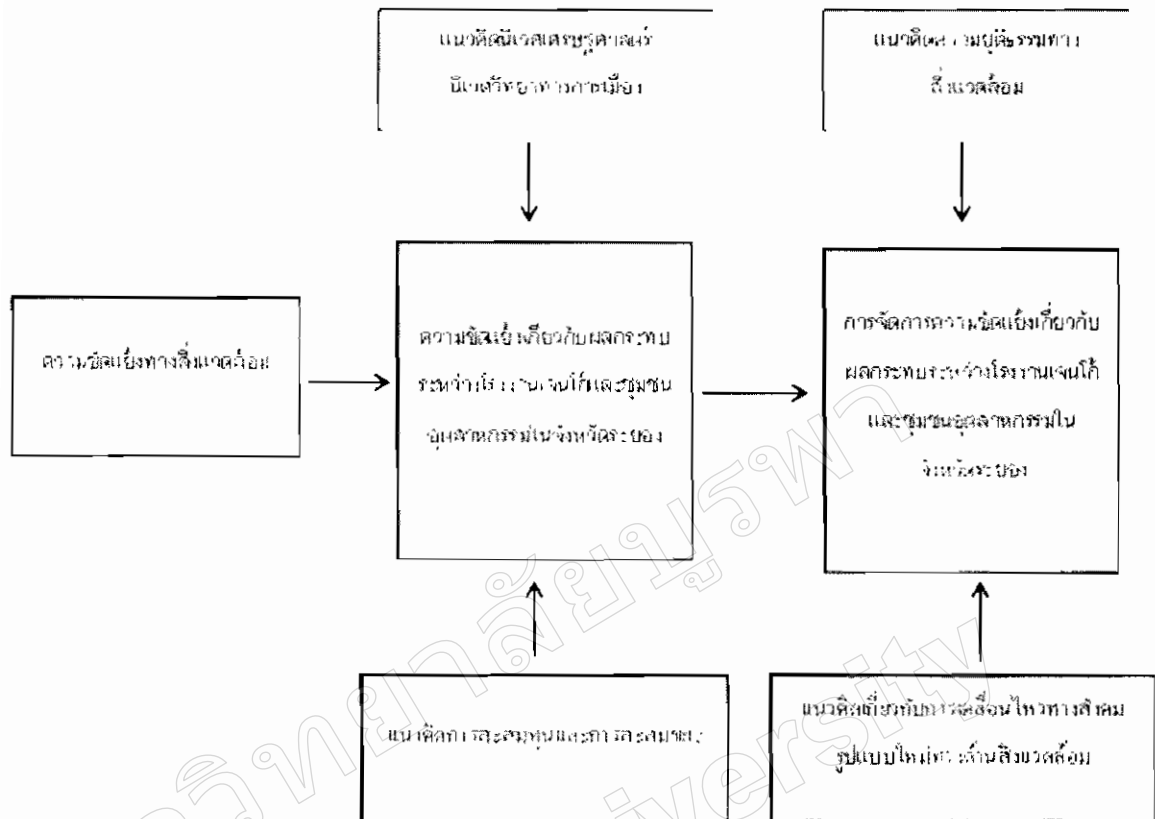 แนวคิดนิเวศเศรษฐศาสตร์
นิเวศวิทยาการเมือง
แนวคิดความยุติธรรมทาง
สิ่งแวดล้อม
ความขัดแย้งทางสิ่งแวดล้อม
ความขัดแย้งเกี่ยวกับผลกระทบ
ระหว่างโรงงานเจนโก้และชุมชน
อุตสาหกรรมในจังหวัดระยอง
การจัดการความขัดแย้งเกี่ยวกับ
ผลกระทบระหว่างโรงงานเจนโก้
และชุมชนอุตสาหกรรมใน
จังหวัดระยอง
แนวคิดการสะสมทุนและการสะสมของ
แนวคิดเกี่ยวกับการเคลื่อนไหวทางสังคม
รูปแบบใหม่ทางด้านสิ่งแวดล้อม
วิทยาลัยบูรพา
University